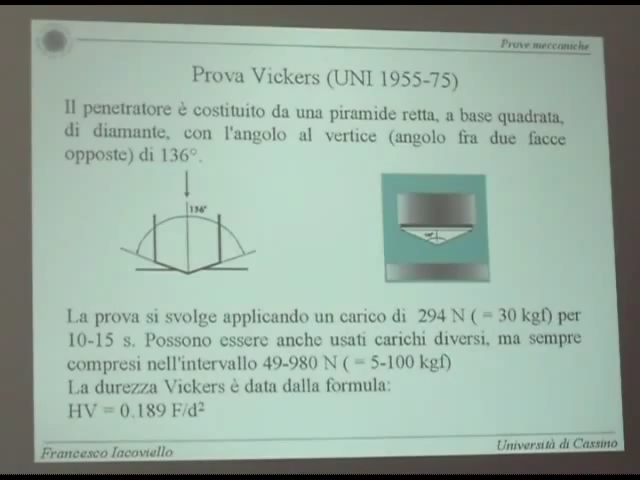 Prove meccaniche
Prova Vickers (UNI 1955-75)
Il penetratore è costituito da una piramide retta, a base quadrata,
di diamante, con l'angolo al vertice (angolo fra due facce
opposte) di 136°.
136°
La prova si svolge applicando un carico di 294 N ( = 30 kgf) per
10-15 s. Possono essere anche usati carichi diversi, ma sempre
compresi nell'intervallo 49-980 N ( = 5-100 kgf)
La durezza Vickers è data dalla formula:
HV = 0.189 F/d²
Francesco Iacoviello
Università di Cassino